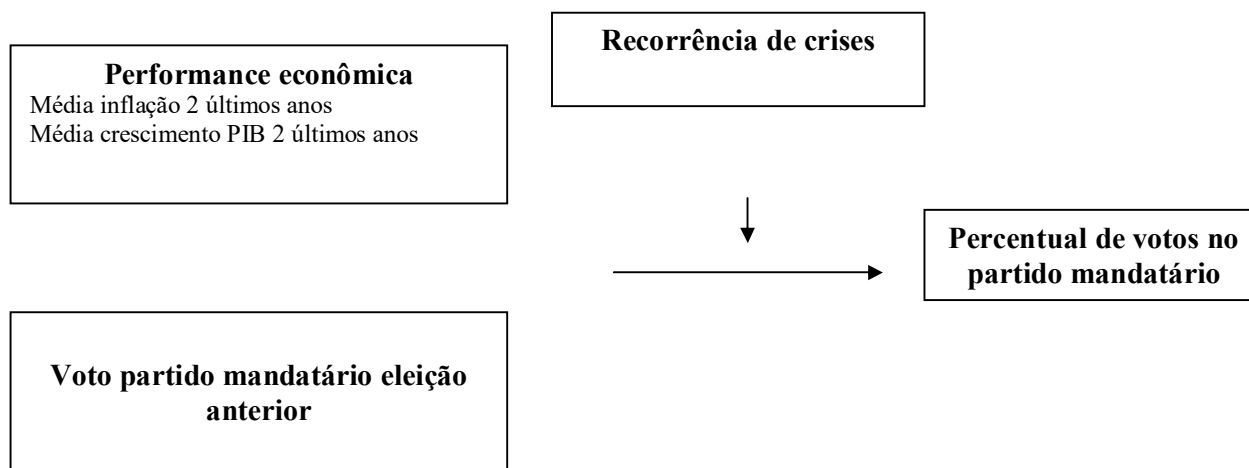 Recorrência de crises
Performance econômica
Média inflação 2 últimos anos
Média crescimento PIB 2 últimos anos
Percentual de votos no
partido mandatário
Voto partido mandatário eleição
anterior